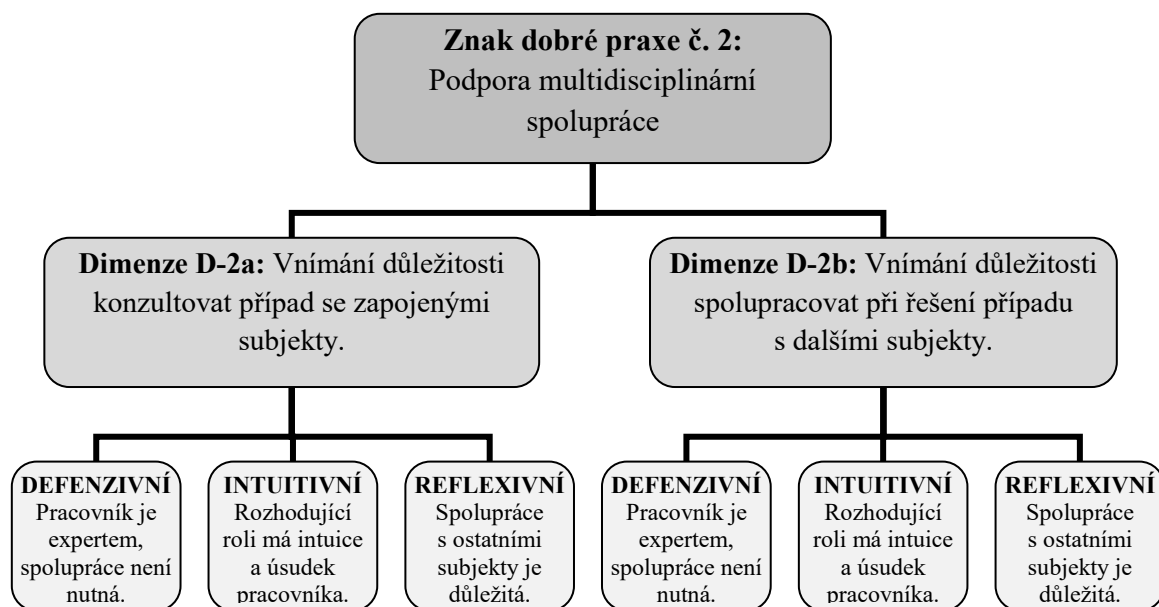 Znak dobré praxe č. 2:
Podpora multidisciplinární
spolupráce
Dimenze D-2a: Vnímání důležitosti
konzultovat případ se zapojenými
subjekty.
Dimenze D-2b: Vnímání důležitosti
spolupracovat při řešení případu
s dalšími subjekty.
DEFENZIVNÍ
Pracovník je
expertem,
spolupráce není
nutná.
INTUITIVNÍ
Rozhodující
roli má intuice
a úsudek
pracovníka.
REFLEXIVNÍ
Spolupráce
s ostatními
subjekty je
důležitá.
DEFENZIVNÍ
Pracovník je
expertem,
spolupráce není
nutná.
INTUITIVNÍ
Rozhodující
roli má intuice
a úsudek
pracovníka.
REFLEXIVNÍ
Spolupráce
s ostatními
subjekty je
důležitá.